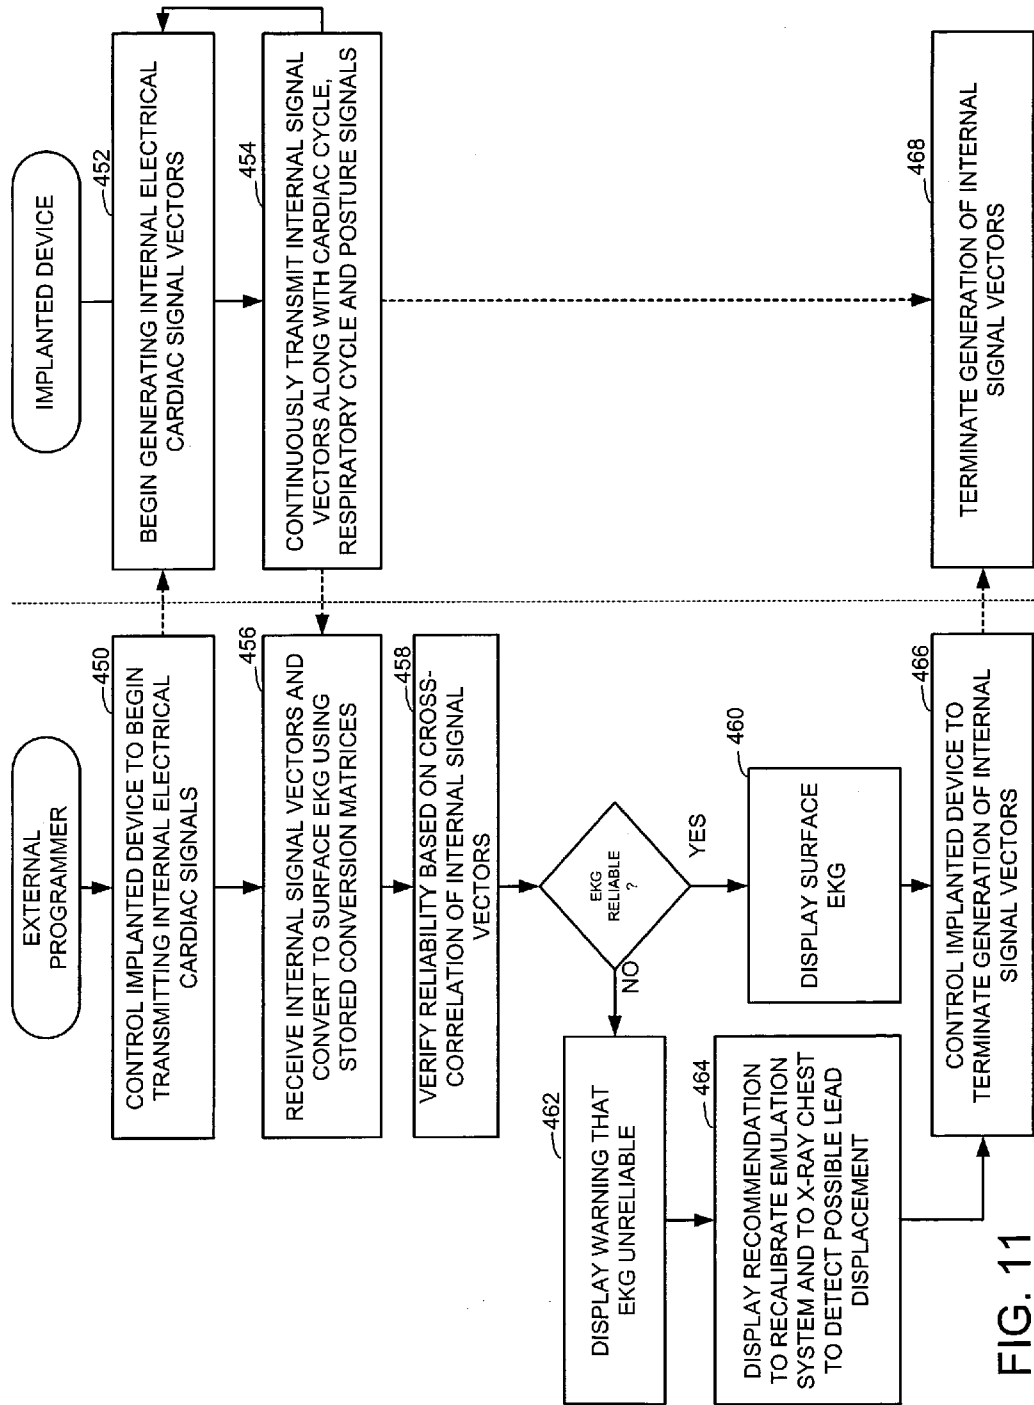 EXTERNAL
PROGRAMMER
450
CONTROL IMPLANTED DEVICE TO BEGIN
TRANSMITTING INTERNAL ELECTRICAL
CARDIAC SIGNALS
456
RECEIVE INTERNAL SIGNAL VECTORS AND
CONVERT TO SURFACE EKG USING
STORED CONVERSION MATRICES
458
VERIFY RELIABILITY BASED ON CROSS-
CORRELATION OF INTERNAL SIGNAL
VECTORS
EKG
RELIABLE
?
NO
YES
462
DISPLAY WARNING THAT
EKG UNRELIABLE
464
DISPLAY RECOMMENDATION
TO RECALIBRATE EMULATION
SYSTEM AND TO X-RAY CHEST
TO DETECT POSSIBLE LEAD
DISPLACEMENT
460
DISPLAY SURFACE
EKG
466
CONTROL IMPLANTED DEVICE TO
TERMINATE GENERATION OF INTERNAL
SIGNAL VECTORS
IMPLANTED DEVICE
452
BEGIN GENERATING INTERNAL ELECTRICAL
CARDIAC SIGNAL VECTORS
454
CONTINUOUSLY TRANSMIT INTERNAL SIGNAL
VECTORS ALONG WITH CARDIAC CYCLE,
RESPIRATORY CYCLE AND POSTURE SIGNALS
468
TERMINATE GENERATION OF INTERNAL
SIGNAL VECTORS
FIG. 11